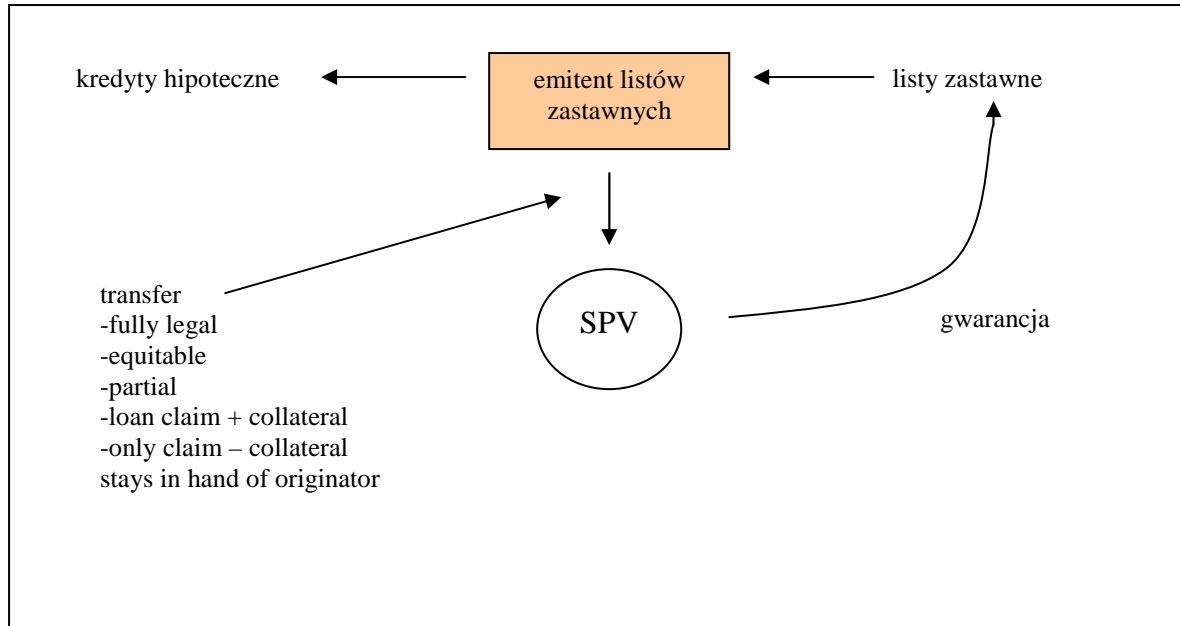 kredyty hipoteczne
emitent listów
zastawnych
listy zastawne
transfer
-fully legal
-equitable
-partial
-loan claim + collateral
-only claim – collateral
stays in hand of originator
SPV
gwarancja